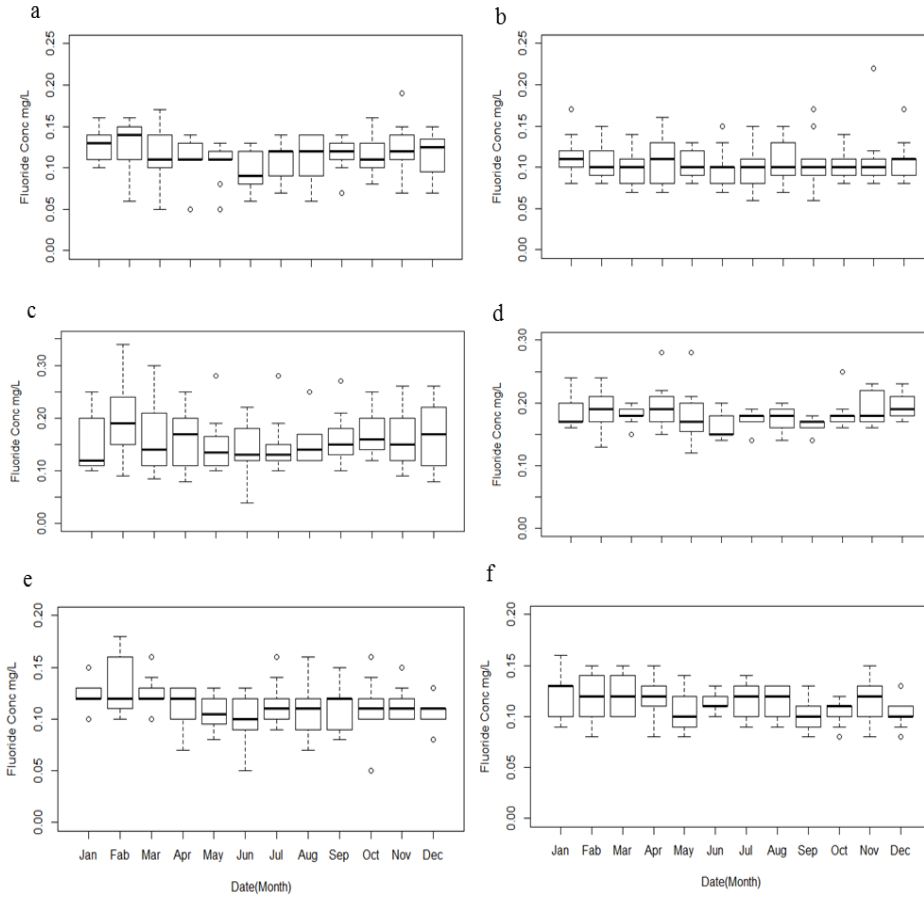 a
Fluoride Conc mg/L
0.25
0.20
0.15
0.10
0.05
0.00
b
Fluoride Conc mg/L
0.25
0.20
0.15
0.10
0.05
0.00
c
Fluoride Conc mg/L
0.30
0.20
0.10
0.00
d
Fluoride Conc mg/L
0.30
0.20
0.10
0.00
e
Fluoride Conc mg/L
0.20
0.15
0.10
0.05
0.00
Jan Fab Mar Apr May Jun Jul Aug Sep Oct Nov Dec
Date(Month)
f
Fluoride Conc mg/L
0.20
0.15
0.10
0.05
0.00
Jan Fab Mar Apr May Jun Jul Aug Sep Oct Nov Dec
Date(Month)